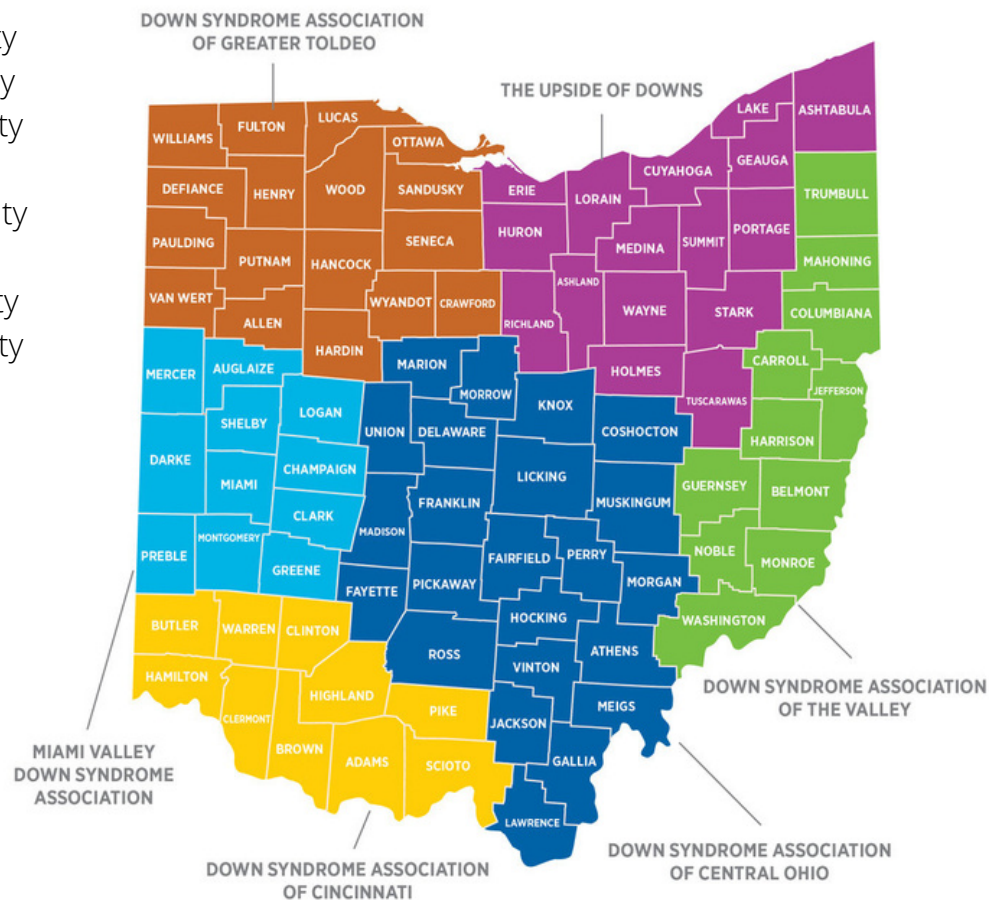 DOWN SYNDROME ASSOCIATION
OF GREATER TOLDEO
ty
y
ty
ty
ty
ty
THE UPSIDE OF DOWNS
WILLIAMS
FULTON
LUCAS
OTTAWA
LAKE
ASHTABULA
GEAUGA
CUYAHOGA
DEFIANCE
HENRY
WOOD
SANDUSKY
ERIE
LORAIN
TRUMBULL
PAULDING
PUTNAM
HANCOCK
SENECA
HURON
MEDINA
SUMMIT
PORTAGE
MAHONING
VAN WERT
ALLEN
WYANDOT
CRAWFORD
RICHLAND
ASHLAND
WAYNE
STARK
COLUMBIANA
HARDIN
MERCER
AUGLAIZE
MARION
MORROW
HOLMES
TUSCARAWAS
CARROLL
JEFFERSON
LOGAN
SHELBY
UNION
DELAWARE
KNOX
COSHOCTON
HARRISON
DARKE
MIAMI
CHAMPAIGN
LICKING
MUSKINGUM
GUERNSEY
BELMONT
CLARK
FRANKLIN
MADISON
PREBLE
MONTGOMERY
GREENE
FAYETTE
PICKAWAY
FAIRFIELD
PERRY
MORGAN
NOBLE
MONROE
BUTLER
WARREN
CLINTON
ROSS
HOCKING
VINTON
ATHENS
WASHINGTON
HAMILTON
CLERMONT
HIGHLAND
PIKE
JACKSON
MEIGS
BROWN
ADAMS
SCIOTO
GALLIA
LAWRENCE
DOWN SYNDROME ASSOCIATION
OF THE VALLEY
MIAMI VALLEY
DOWN SYNDROME
ASSOCIATION
DOWN SYNDROME ASSOCIATION
OF CINCINNATI
DOWN SYNDROME ASSOCIATION
OF CENTRAL OHIO